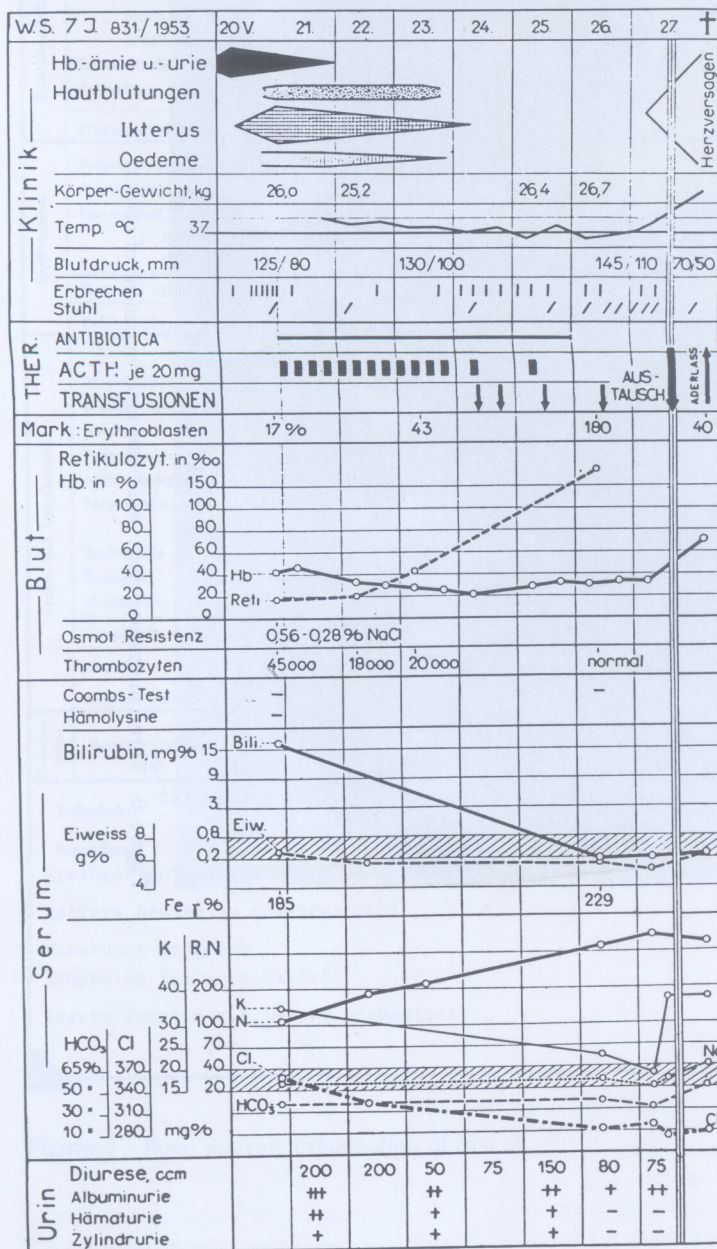 W.S. 7 J. 831/1953 20 V. 21. 22. 23. 24. 25. 26. 27. †
Klinik
Hb.-ämie u.-urie
Hautblutungen
Ikterus
Oedeme
Herzversagen
Körper-Gewicht, kg 26,0 25,2 26,4 26,7
Temp. °C 37
Blutdruck, mm 125/80 130/100 145/110 70/50
Erbrechen
Stuhl
THER.
ANTIBIOTICA
ACTH je 20mg
TRANSFUSIONEN
AUS-
TAUSCH
ADERLASS
Mark: Erythroblasten 17% 43 180 40
Blut
Retikulozyt. in ‰
Hb. in % 150
100 100
80 80
60 60
40 40 Hb
20 20 Reti
0 0
Osmot. Resistenz 0,56-0,28% NaCl
Thrombozyten 45000 18000 20000 normal
Serum
Coombs-Test – –
Hämolysine –
Bilirubin, mg% 15 Bili
9
3
Eiweiss 8 0,8 Eiw.
g% 6 0,2
4
Fe γ% 185 229
K R.N
40 200 K
30 100 N
HCO₃ Cl 25 70 Cl
65% 370 20 40 Na
50 " 340 15 20
30 " 310 HCO₃
10 " 280 mg%
Urin
Diurese, ccm 200 200 50 75 150 80 75
Albuminurie +++ ++ ++ + ++
Hämaturie ++ + + – –
Zylindrurie + + + – –